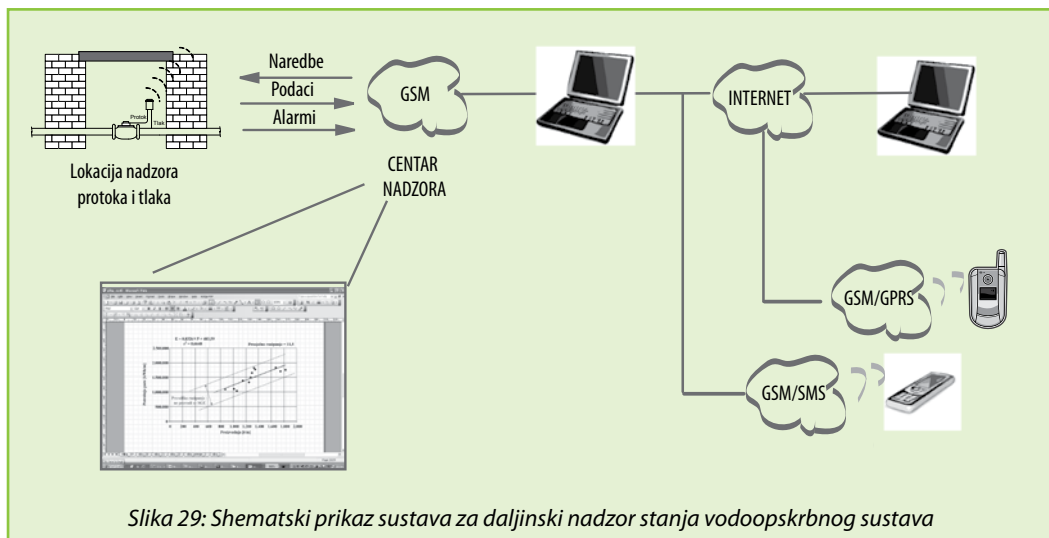 Naredbe
Podaci
Alarmi
GSM
INTERNET
Protok
Tlak
Lokacija nadzora
protoka i tlaka
CENTAR
NADZORA
GSM/GPRS
GSM/SMS
Slika 29: Shematski prikaz sustava za daljinski nadzor stanja vodoopskrbnog sustava